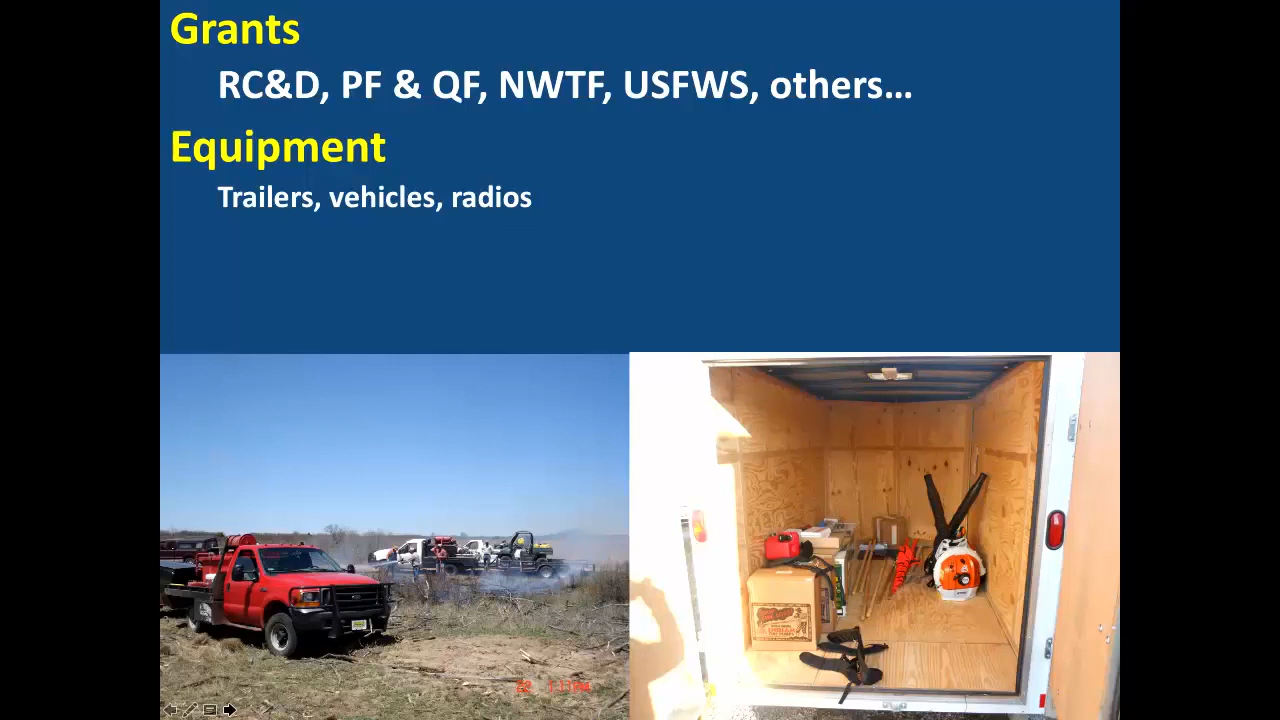 Grants
RC&D, PF & QF, NWTF, USFWS, others…
Equipment
Trailers, vehicles, radios